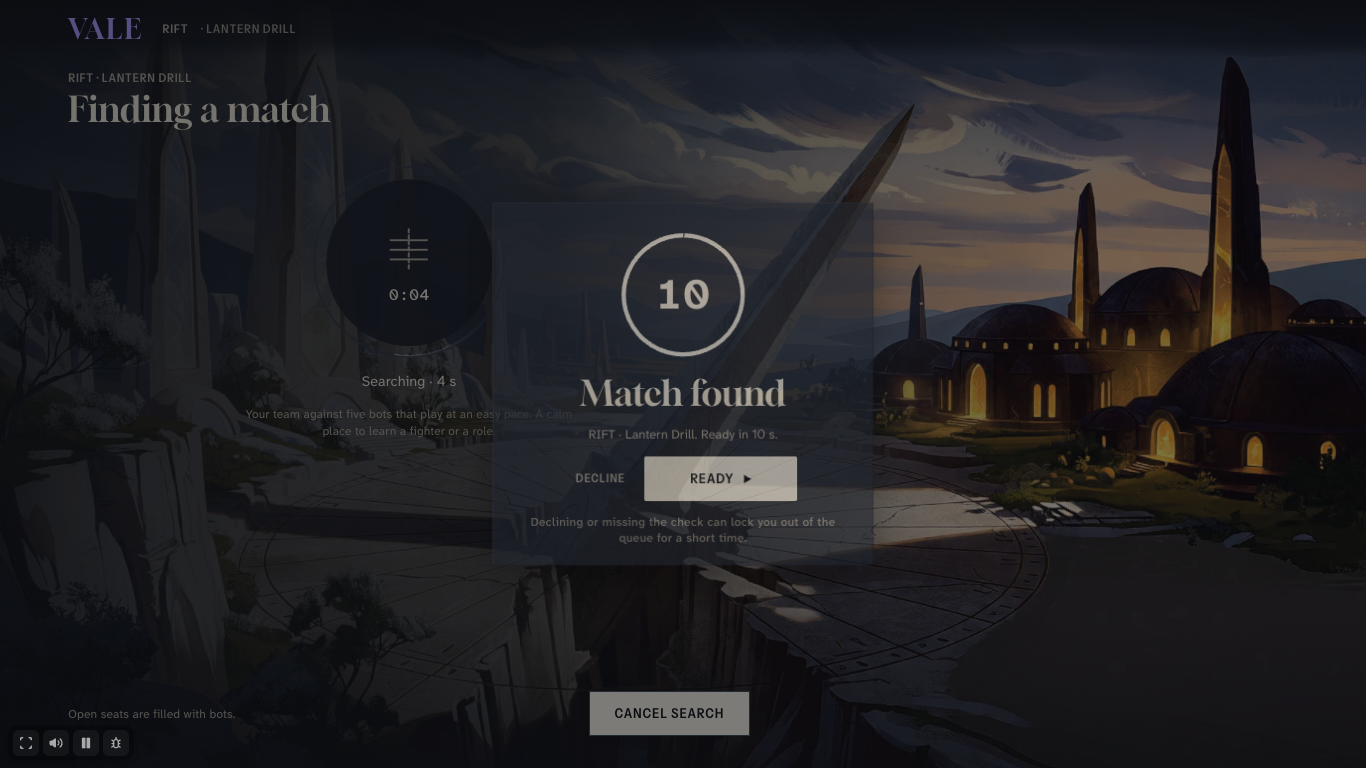 VALE RIFT · LANTERN DRILL
RIFT · LANTERN DRILL
Finding a match
0:04
Searching · 4 s
Your team against five bots that play at an easy pace. A calm
place to learn a fighter or a role
10
Match found
RIFT · Lantern Drill. Ready in 10 s.
DECLINE READY
Declining or missing the check can lock you out of the
queue for a short time.
CANCEL SEARCH
Open seats are filled with bots.